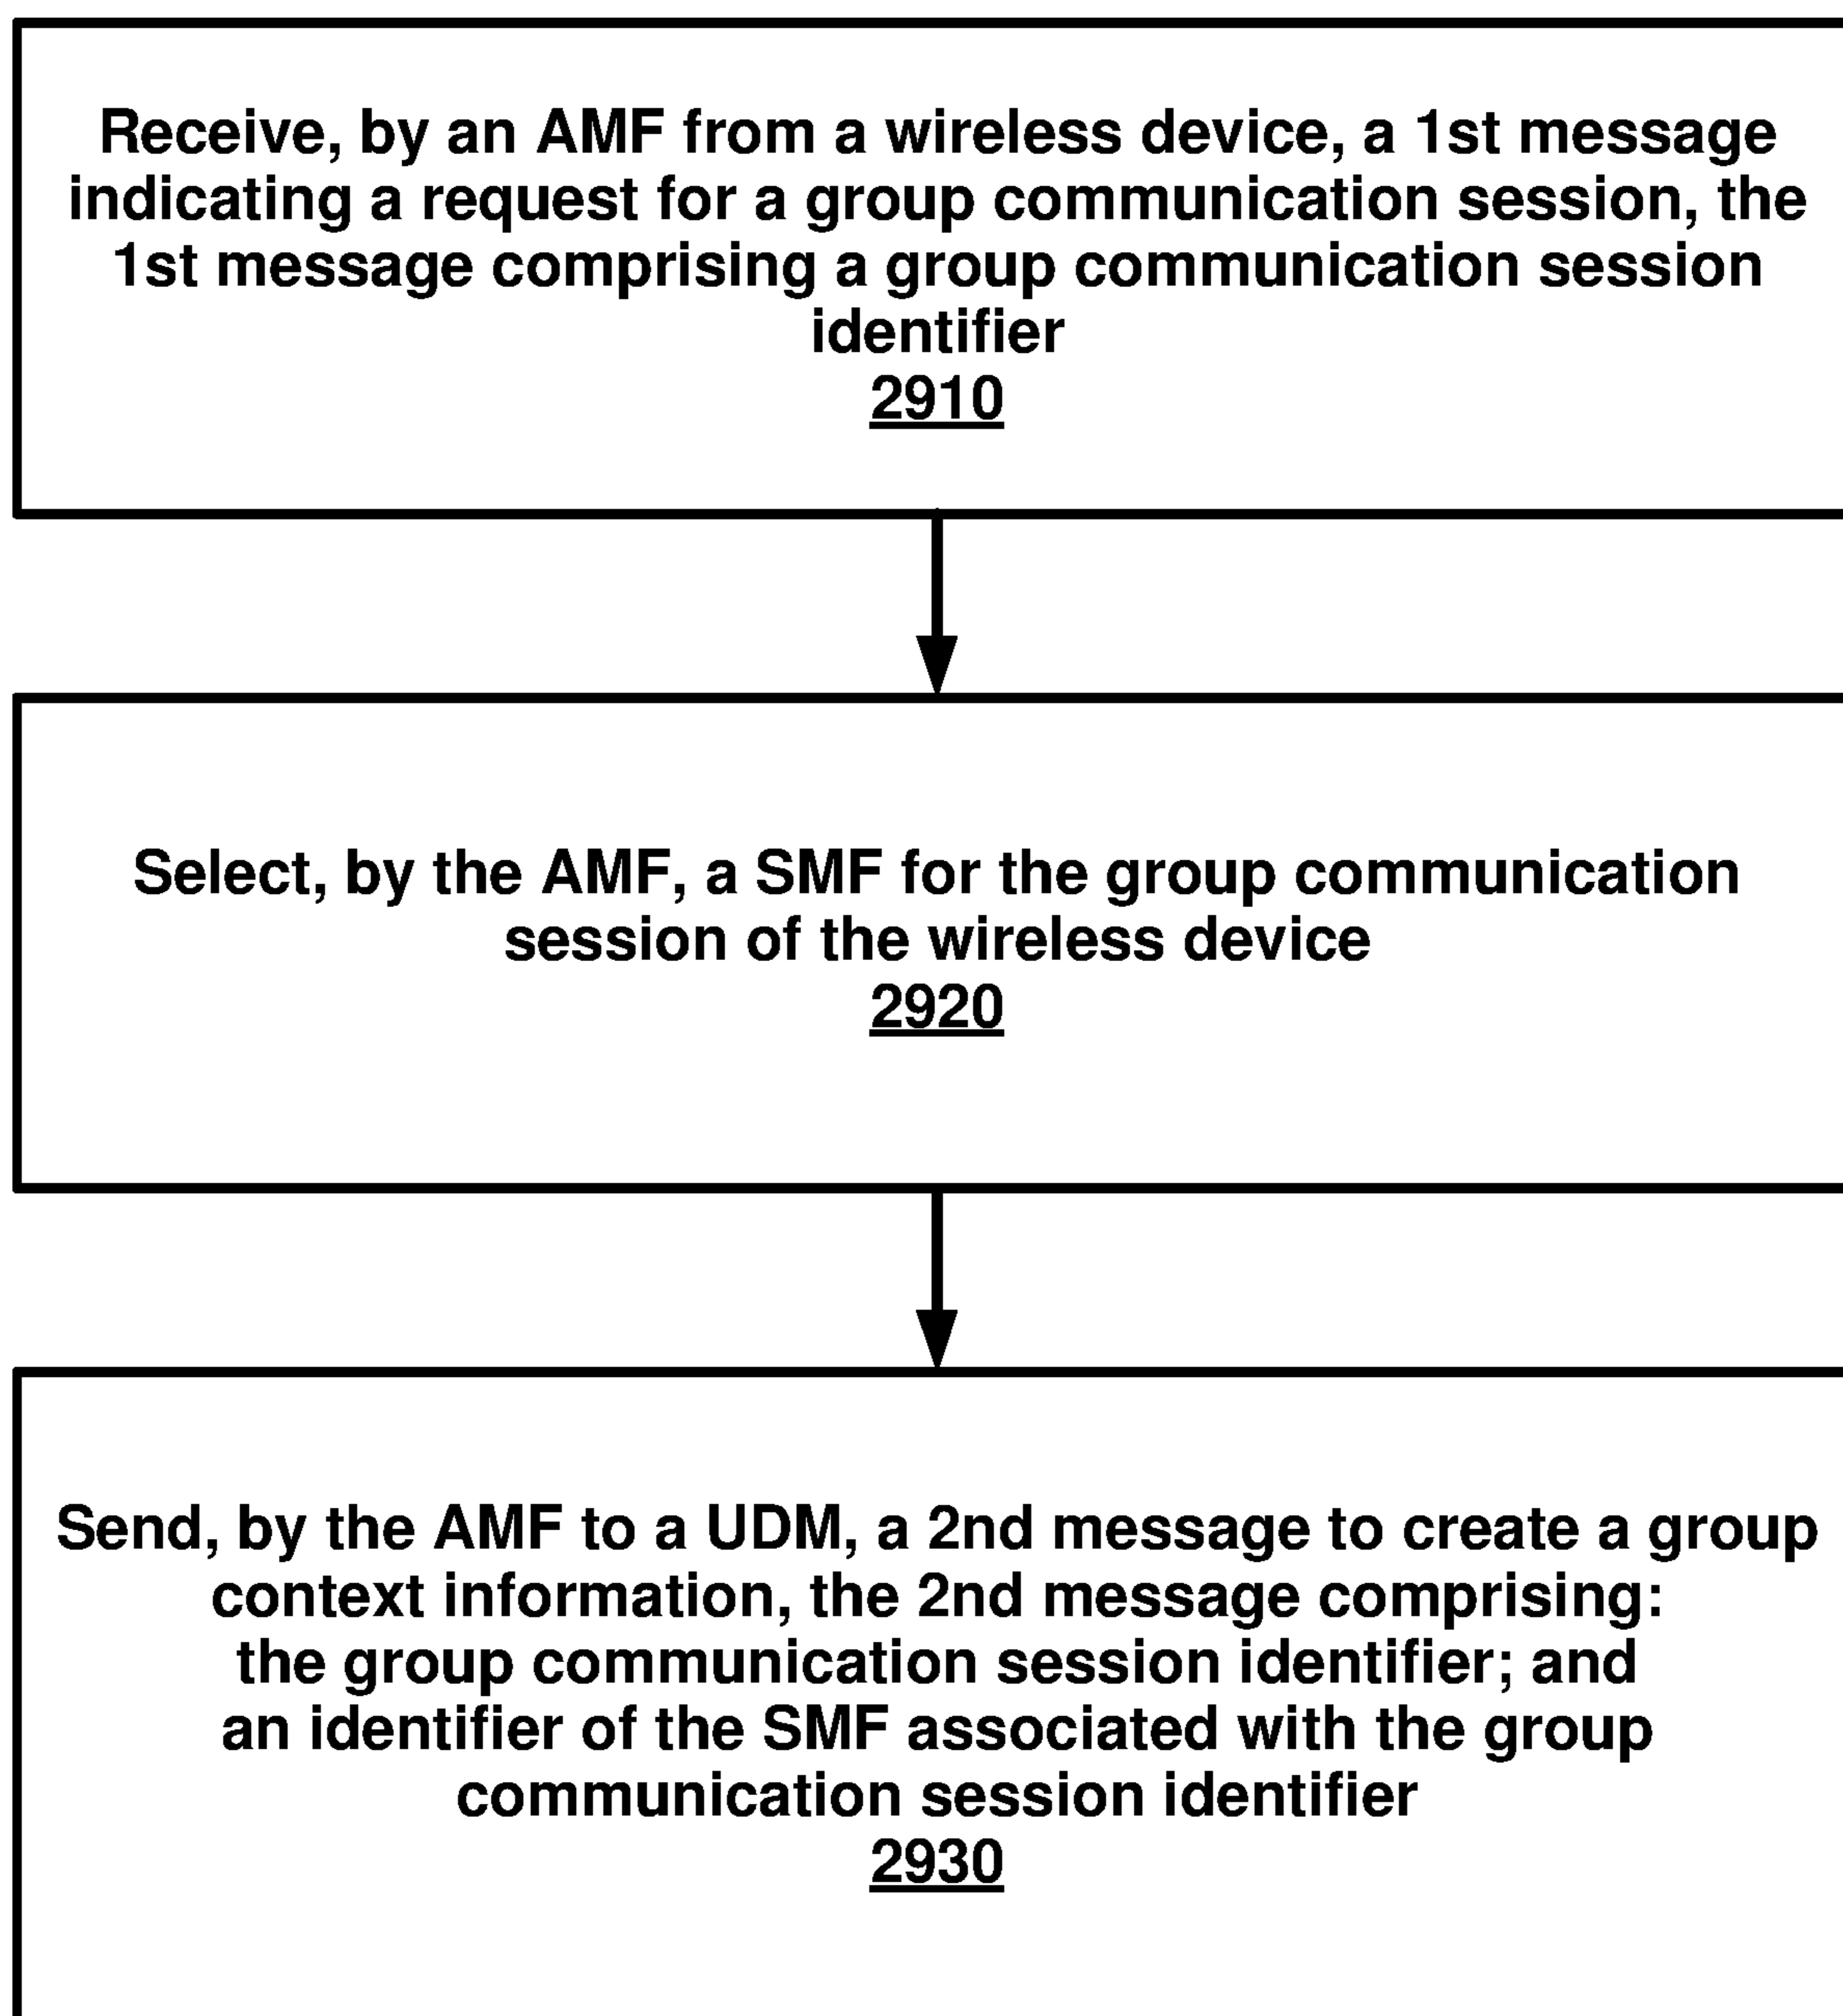 Receive, by an AMF from a wireless device, a 1st message
indicating a request for a group communication session, the
1st message comprising a group communication session
identifier
2910
Select, by the AMF, a SMF for the group communication
session of the wireless device
2920
Send, by the AMF to a UDM, a 2nd message to create a group
context information, the 2nd message comprising:
the group communication session identifier; and
an identifier of the SMF associated with the group
communication session identifier
2930